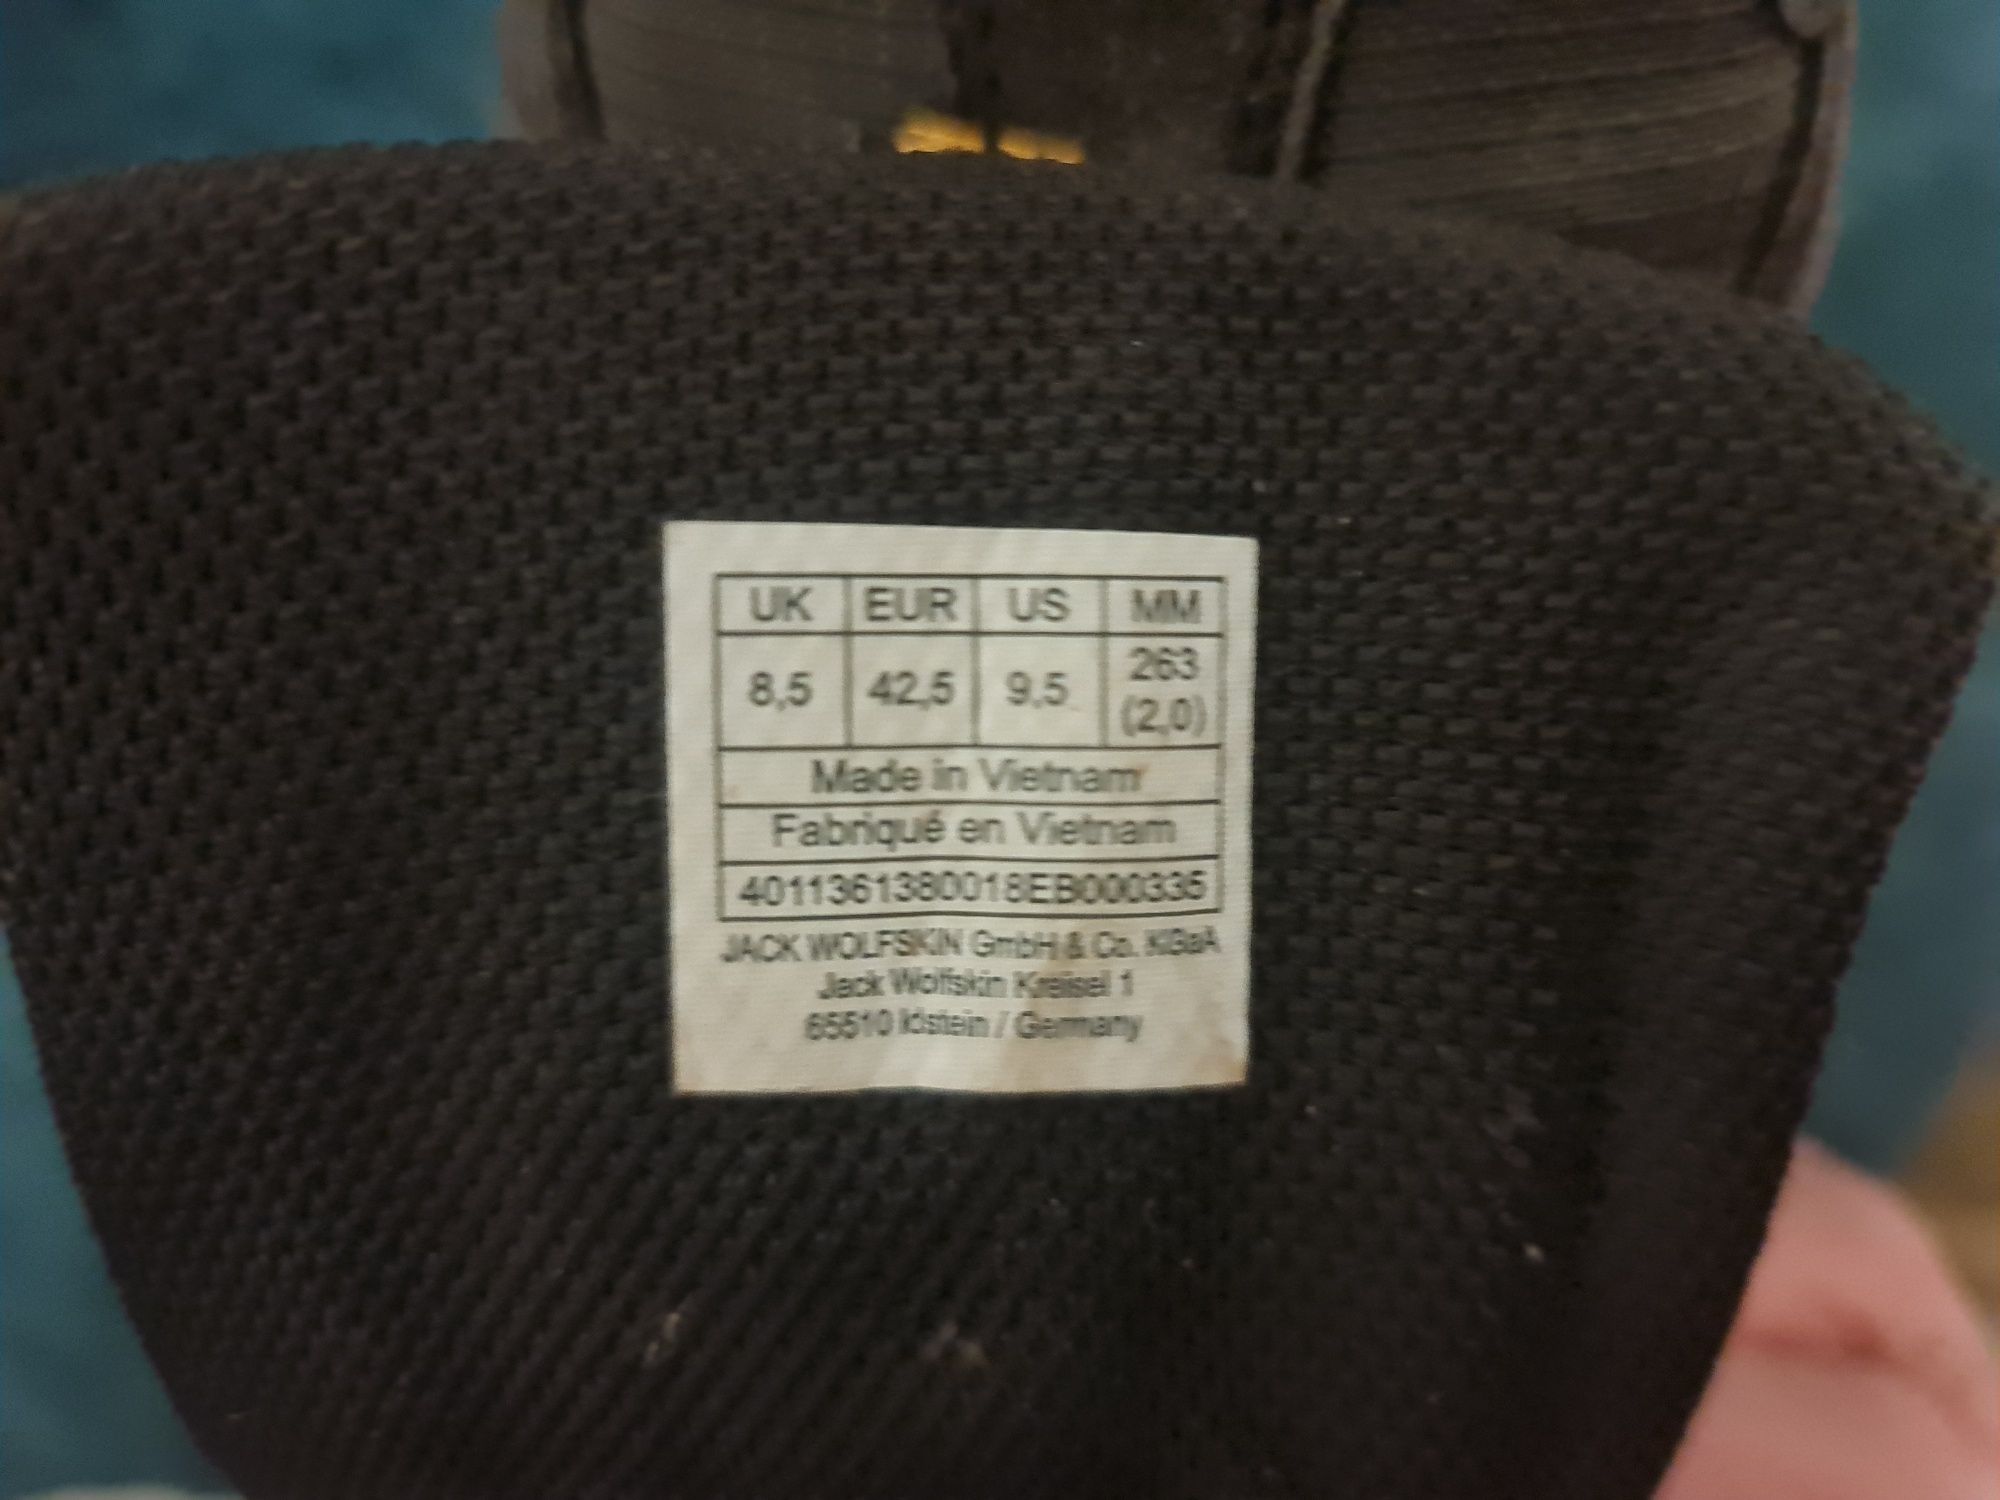 UK EUR US MM
8,5 42,5 9,5 263 (2,0)
Made in Vietnam
Fabriqué en Vietnam
4011361380018EB000335
JACK WOLFSKIN GmbH & Co. KGaA
Jack Wolfskin Kreisel 1
65510 Idstein / Germany